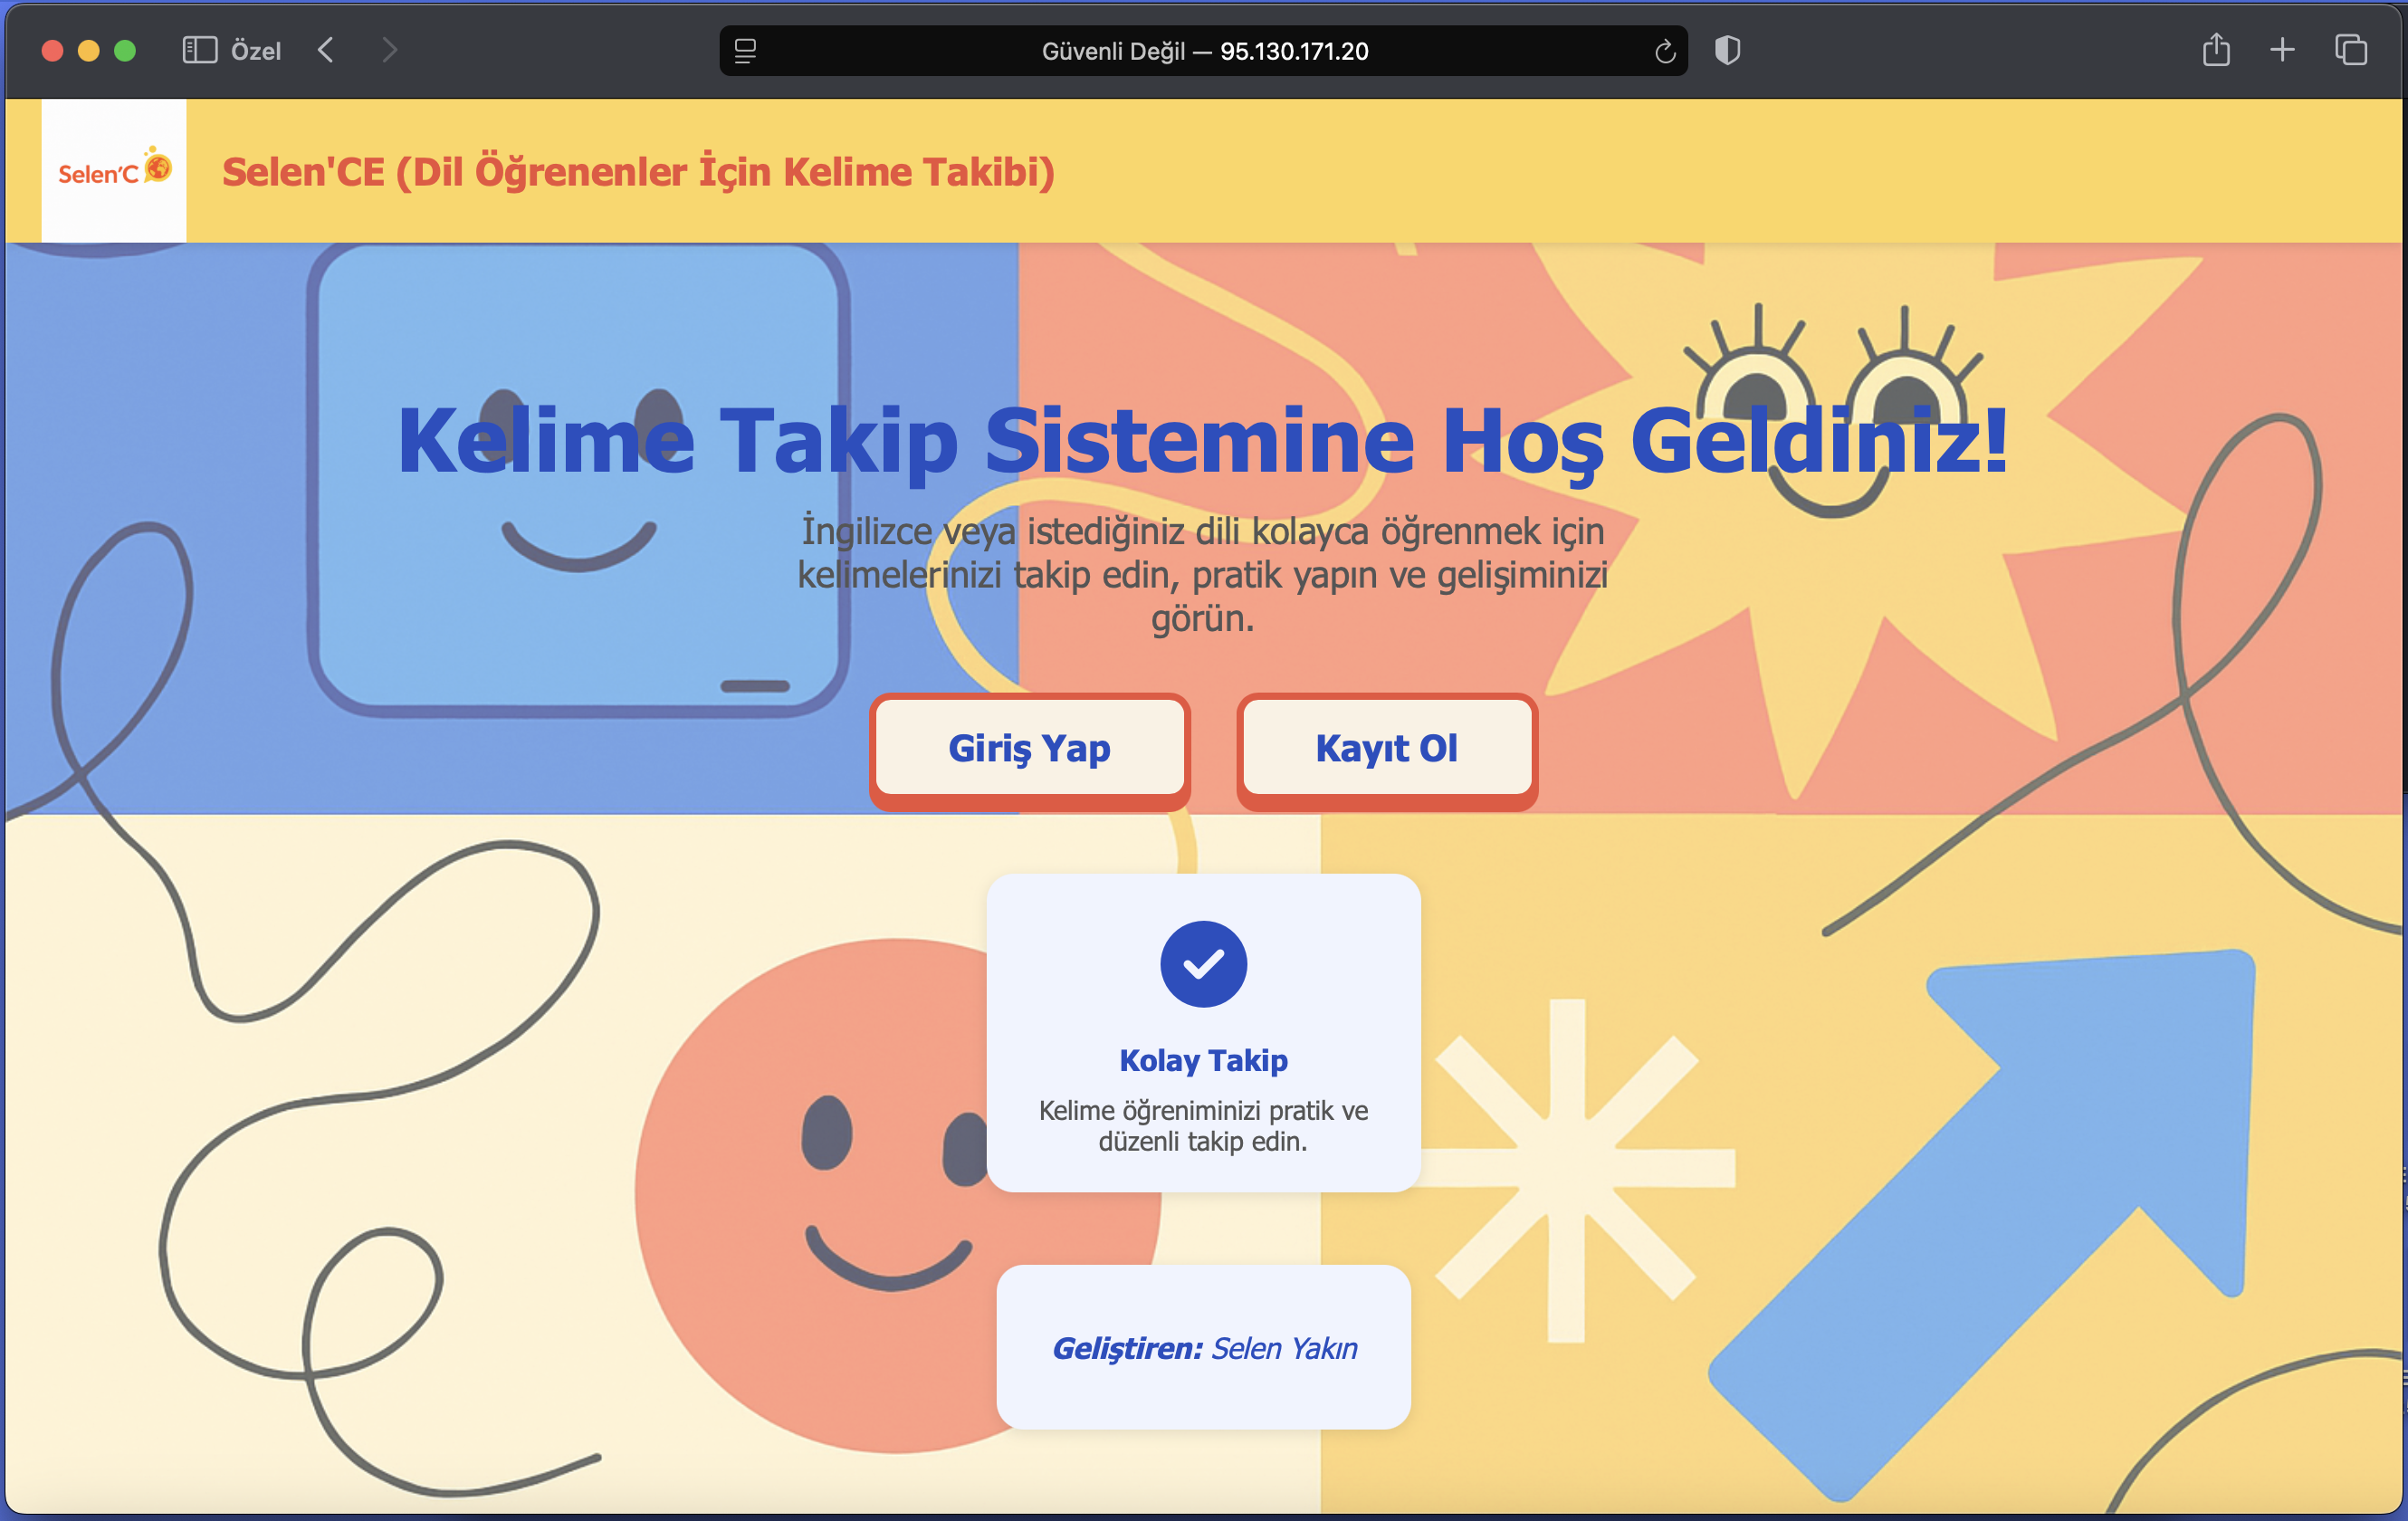 Özel
Güvenli Değil — 95.130.171.20
Selen'C
Selen'CE (Dil Öğrenenler İçin Kelime Takibi)
Kelime Takip Sistemine Hoş Geldiniz!
İngilizce veya istediğiniz dili kolayca öğrenmek için
kelimelerinizi takip edin, pratik yapın ve gelişiminizi
görün.
Giriş Yap
Kayıt Ol
Kolay Takip
Kelime öğreniminizi pratik ve
düzenli takip edin.
Geliştiren: Selen Yakın